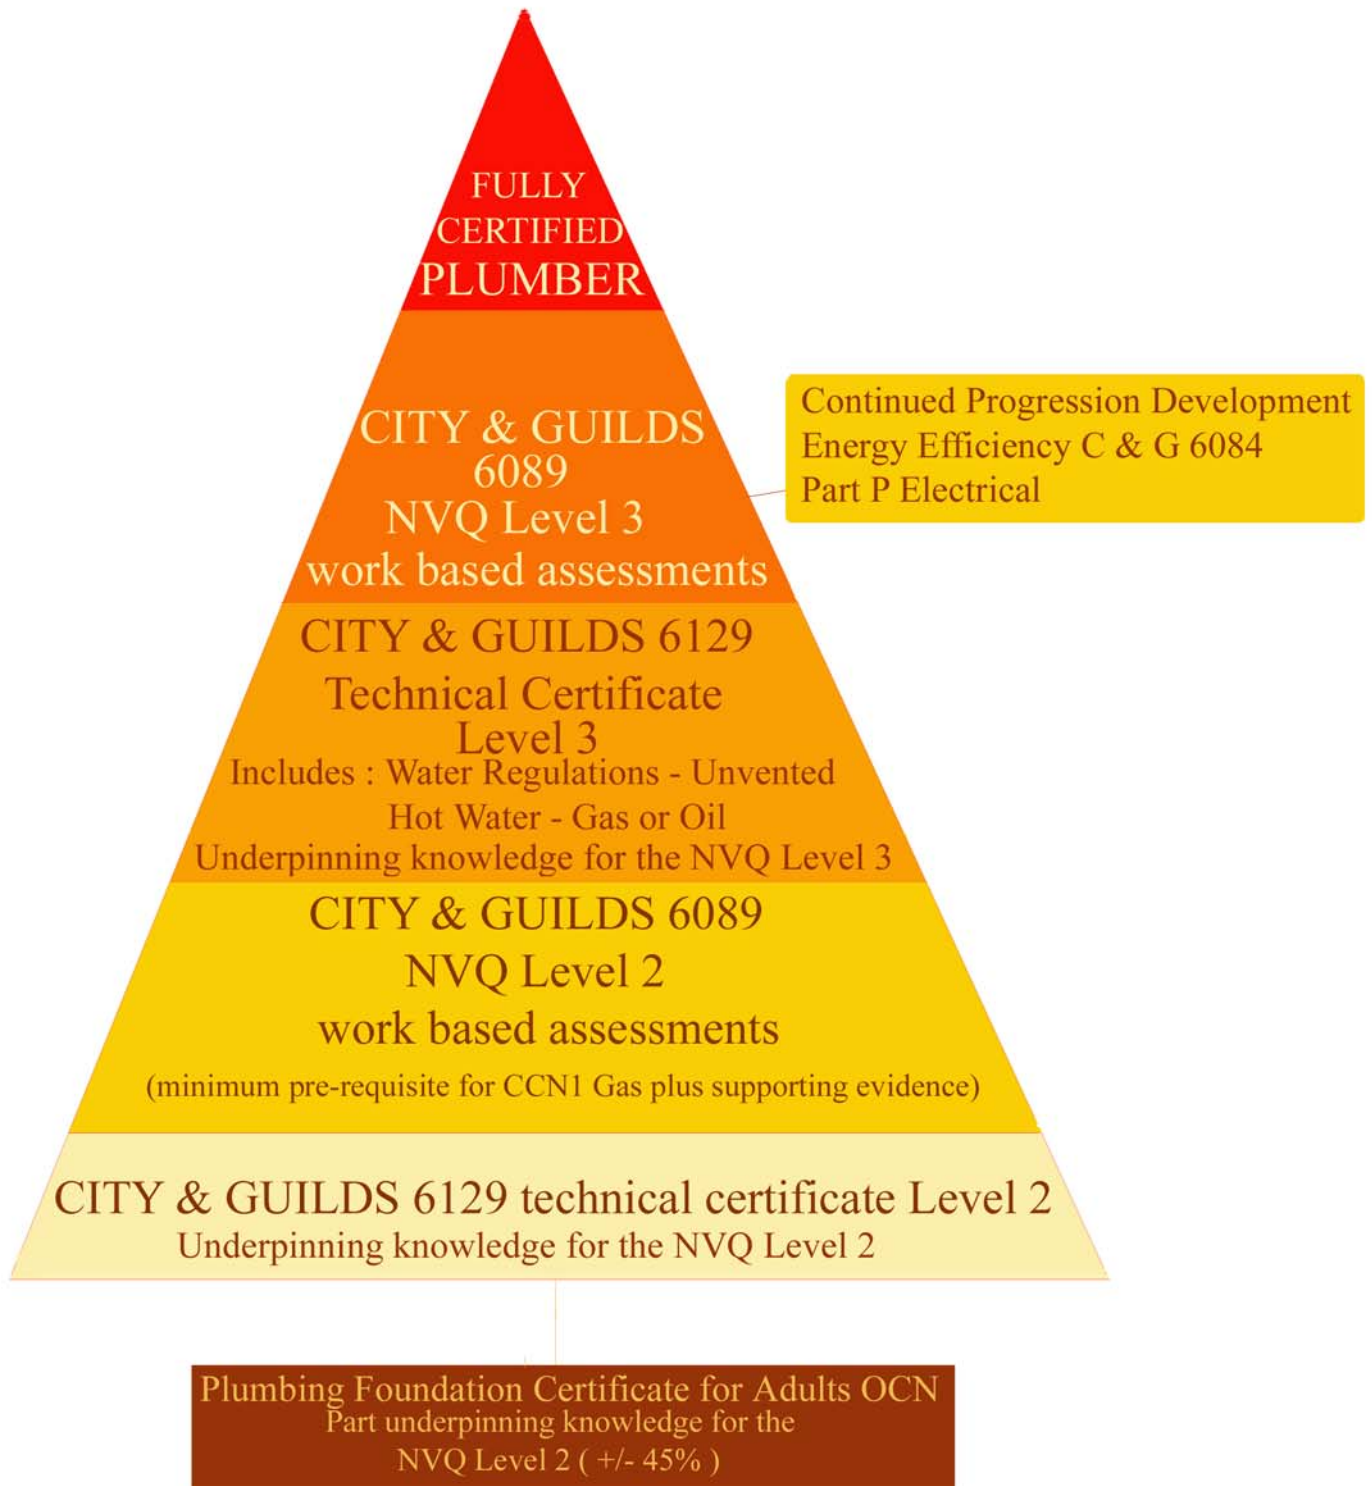 FULLY
CERTIFIED
PLUMBER
CITY & GUILDS
6089
NVQ Level 3
work based assessments
Continued Progression Development
Energy Efficiency C & G 6084
Part P Electrical
CITY & GUILDS 6129
Technical Certificate
Level 3
Includes : Water Regulations - Unvented
Hot Water - Gas or Oil
Underpinning knowledge for the NVQ Level 3
CITY & GUILDS 6089
NVQ Level 2
work based assessments
(minimum pre-requisite for CCN1 Gas plus supporting evidence)
CITY & GUILDS 6129 technical certificate Level 2
Underpinning knowledge for the NVQ Level 2
Plumbing Foundation Certificate for Adults OCN
Part underpinning knowledge for the
NVQ Level 2 ( +/- 45% )